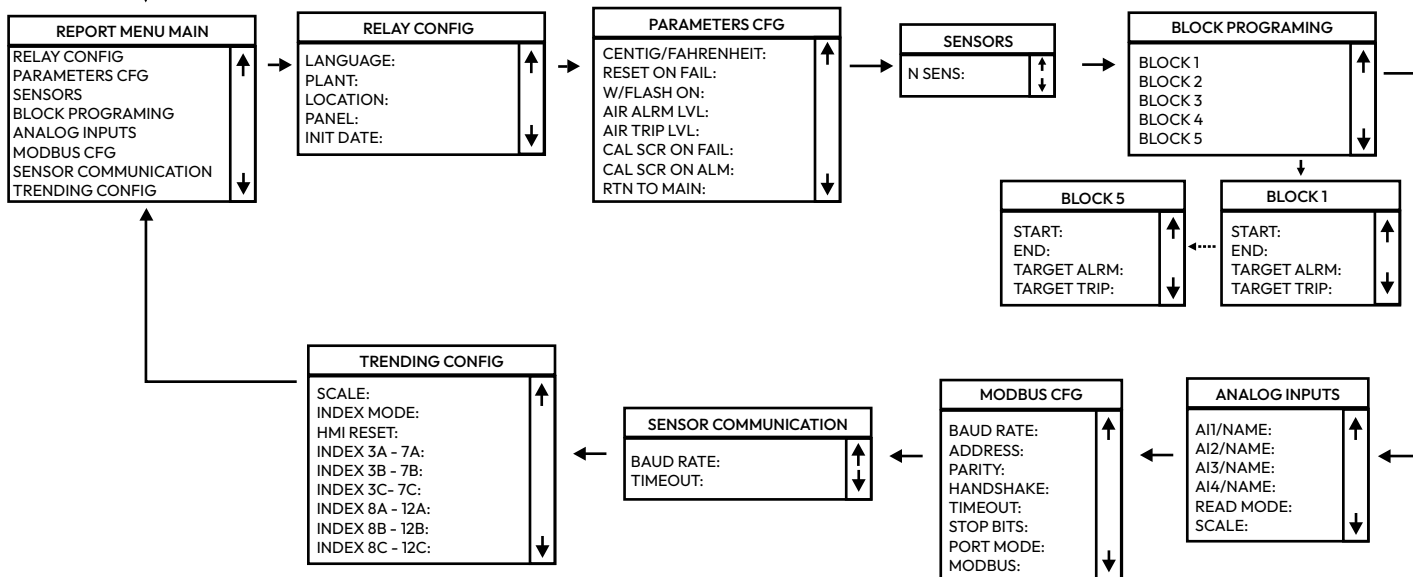 REPORT MENU MAIN
RELAY CONFIG
PARAMETERS CFG
SENSORS
BLOCK PROGRAMING
ANALOG INPUTS
MODBUS CFG
SENSOR COMMUNICATION
TRENDING CONFIG
RELAY CONFIG
LANGUAGE:
PLANT:
LOCATION:
PANEL:
INIT DATE:
PARAMETERS CFG
CENTIG/FAHRENHEIT:
RESET ON FAIL:
W/FLASH ON:
AIR ALRM LVL:
AIR TRIP LVL:
CAL SCR ON FAIL:
CAL SCR ON ALM:
RTN TO MAIN:
SENSORS
N SENS:
BLOCK PROGRAMING
BLOCK 1
BLOCK 2
BLOCK 3
BLOCK 4
BLOCK 5
BLOCK 5
START:
END:
TARGET ALRM:
TARGET TRIP:
BLOCK 1
START:
END:
TARGET ALRM:
TARGET TRIP:
TRENDING CONFIG
SCALE:
INDEX MODE:
HMI RESET:
INDEX 3A - 7A:
INDEX 3B - 7B:
INDEX 3C- 7C:
INDEX 8A - 12A:
INDEX 8B - 12B:
INDEX 8C - 12C:
SENSOR COMMUNICATION
BAUD RATE:
TIMEOUT:
MODBUS CFG
BAUD RATE:
ADDRESS:
PARITY:
HANDSHAKE:
TIMEOUT:
STOP BITS:
PORT MODE:
MODBUS:
ANALOG INPUTS
AI1/NAME:
AI2/NAME:
AI3/NAME:
AI4/NAME:
READ MODE:
SCALE: